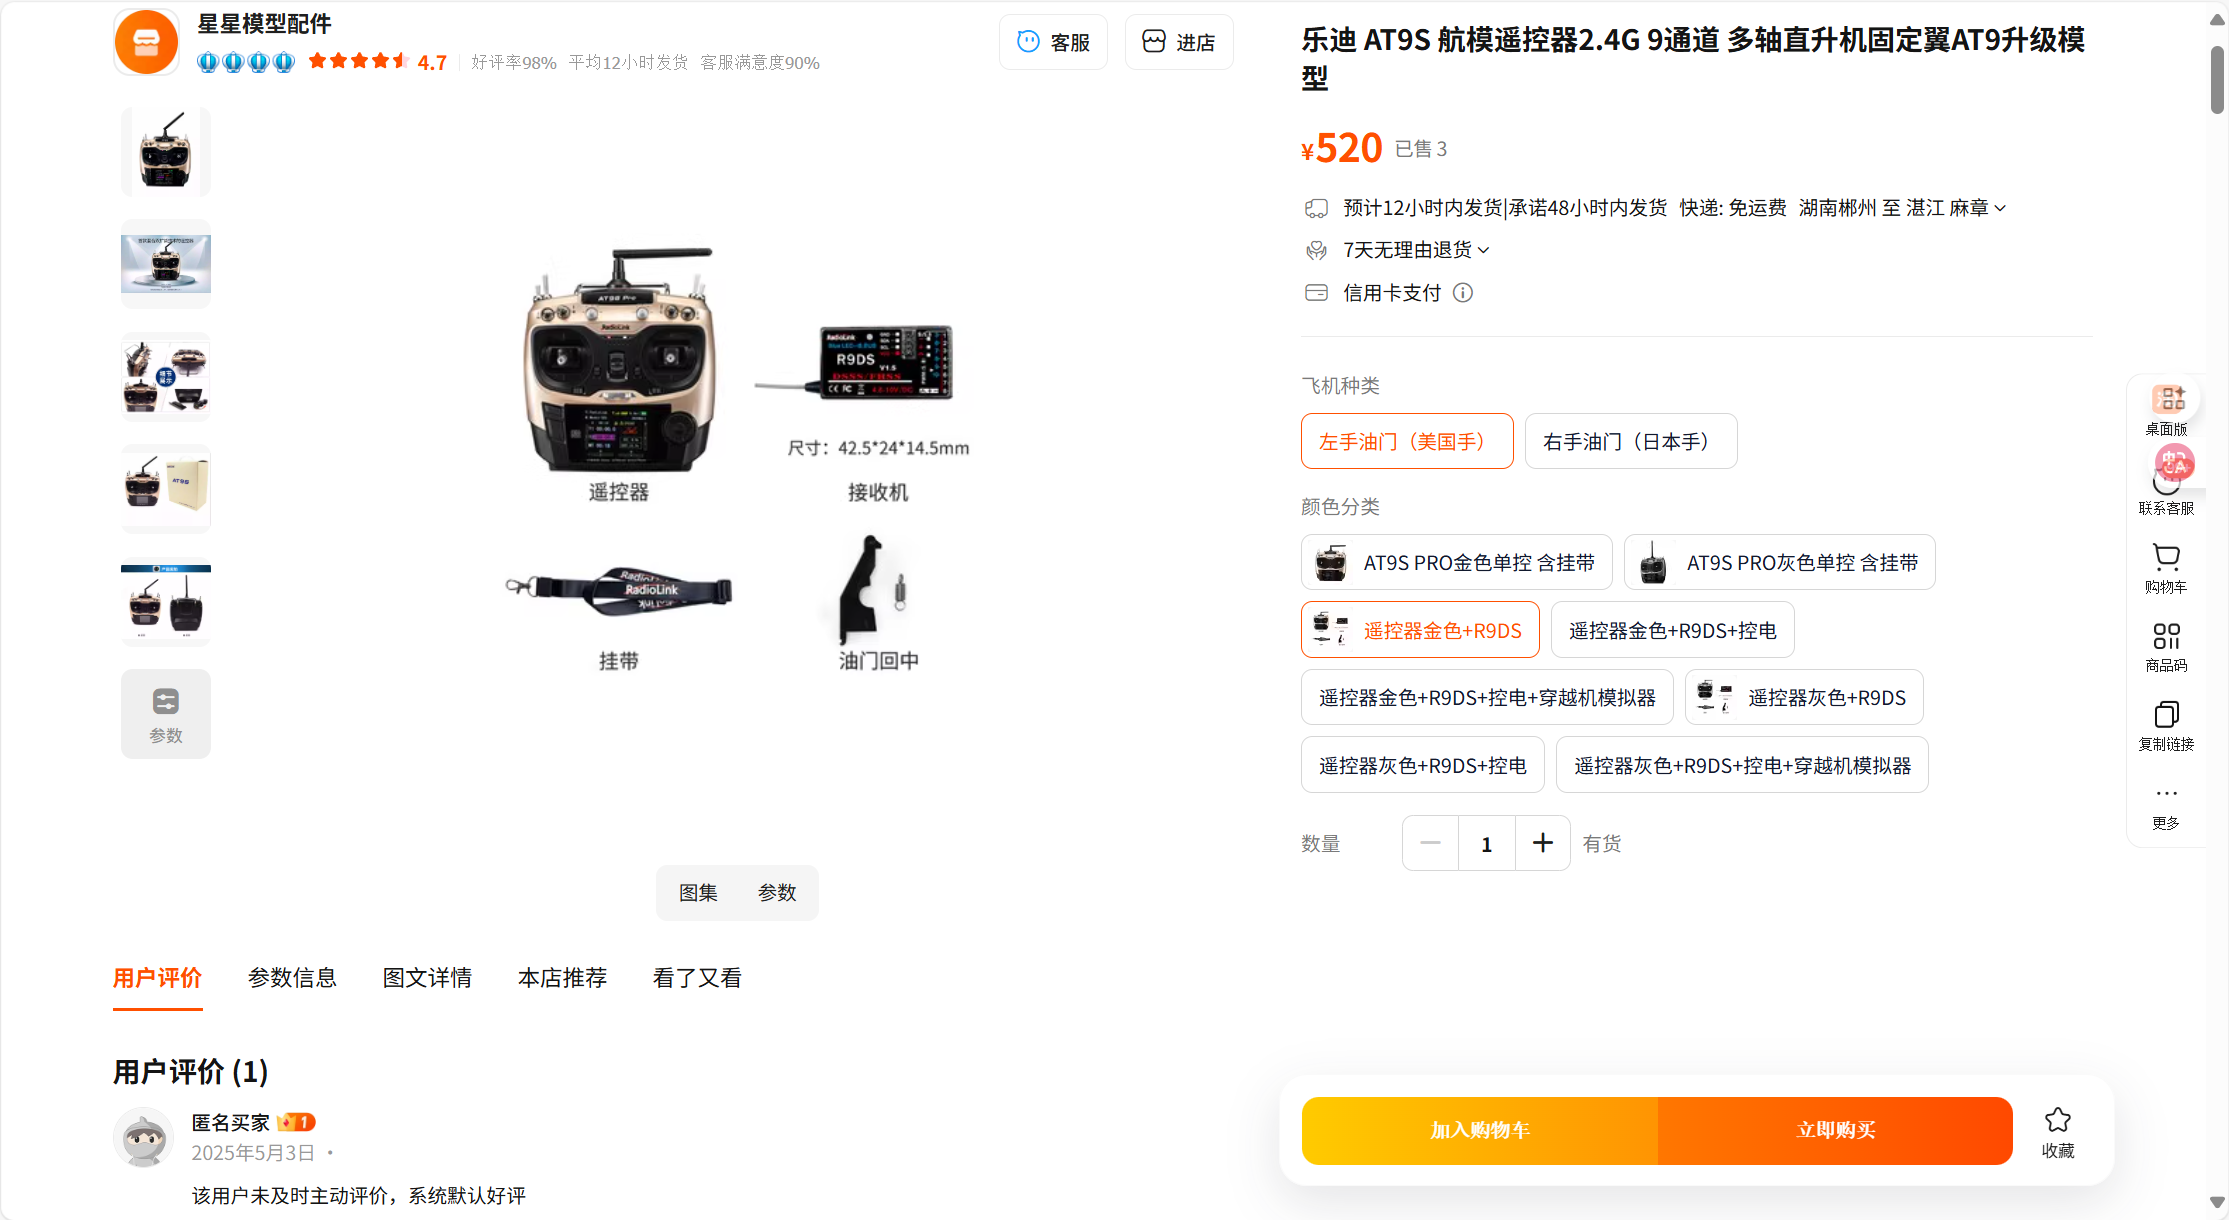 星星模型配件
4.7 好评率98% 平均12小时发货 客服满意度90%
客服
进店
AT9S Pro
RadioLink
RadioLink
R9DS
V1.5
DSSS/FHSS
尺寸：42.5*24*14.5mm
遥控器
接收机
RadioLink
挂带
油门回中
参数
图集
参数
用户评价
参数信息
图文详情
本店推荐
看了又看
用户评价 (1)
匿名买家 1
2025年5月3日 ·
该用户未及时主动评价，系统默认好评
乐迪 AT9S 航模遥控器2.4G 9通道 多轴直升机固定翼AT9升级模
型
¥520 已售 3
预计12小时内发货|承诺48小时内发货 快递: 免运费 湖南郴州 至 湛江 麻章
7天无理由退货
信用卡支付
飞机种类
左手油门（美国手）
右手油门（日本手）
颜色分类
AT9S PRO金色单控 含挂带
AT9S PRO灰色单控 含挂带
遥控器金色+R9DS
遥控器金色+R9DS+控电
遥控器金色+R9DS+控电+穿越机模拟器
遥控器灰色+R9DS
遥控器灰色+R9DS+控电
遥控器灰色+R9DS+控电+穿越机模拟器
数量
1
有货
加入购物车
立即购买
收藏
桌面版
联系客服
购物车
商品码
复制链接
更多